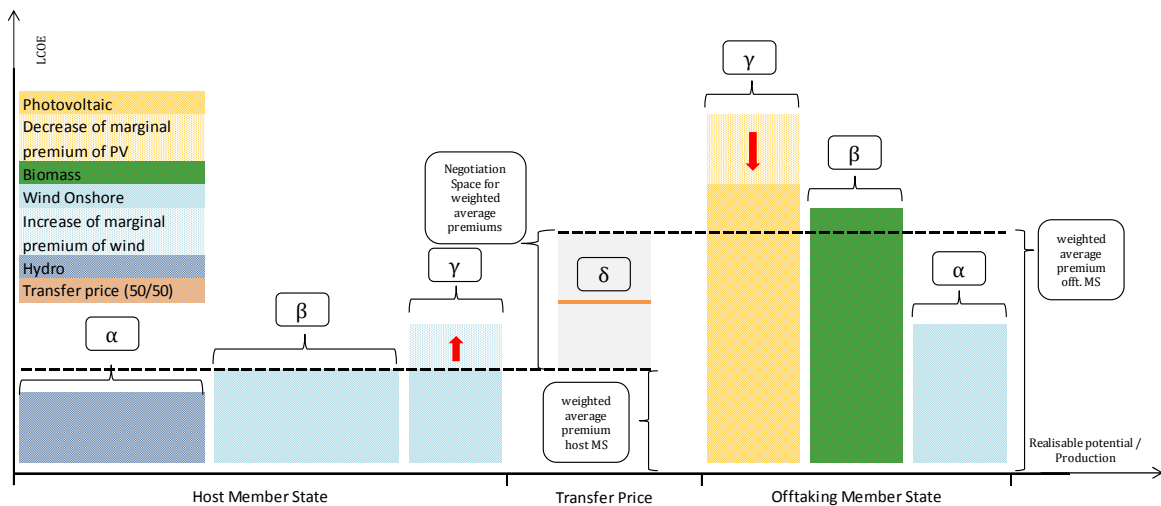 LCOE
Photovoltaic
Decrease of marginal
premium of PV
Biomass
Wind Onshore
Increase of marginal
premium of wind
Hydro
Transfer price (50/50)
α
β
γ
Negotiation
Space for
weighted
average
premiums
δ
weighted
average
premium
host MS
γ
β
α
weighted
average
premium
offt. MS
Realisable potential /
Production
Host Member State
Transfer Price
Offtaking Member State